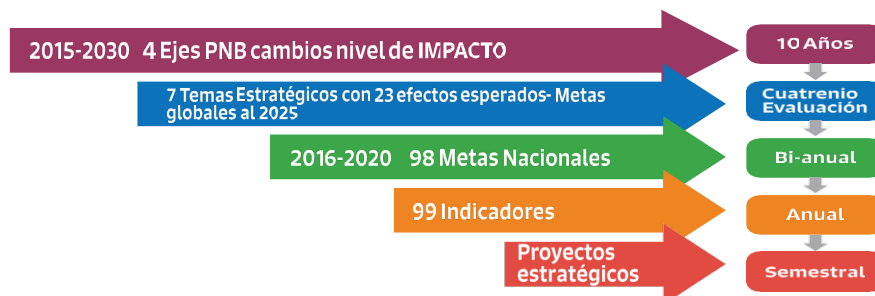 2015-2030 4 Ejes PNB cambios nivel de IMPACTO
10 Años
7 Temas Estratégicos con 23 efectos esperados- Metas
globales al 2025
Cuatrenio
Evaluación
2016-2020 98 Metas Nacionales
Bi-anual
99 Indicadores
Anual
Proyectos
estratégicos
Semestral